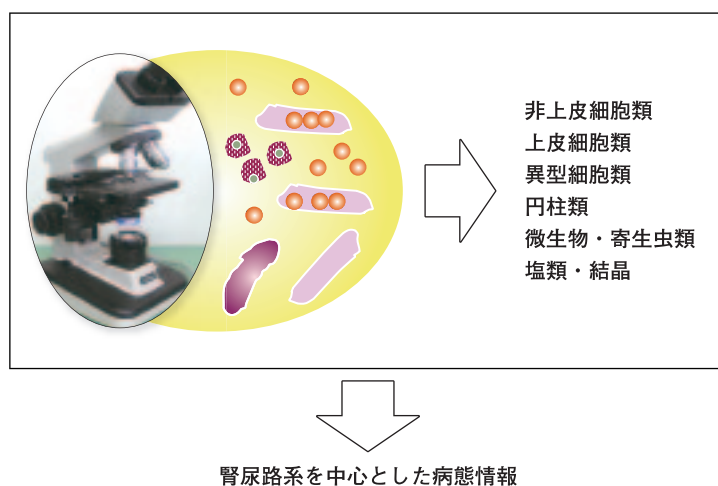 非上皮細胞類
上皮細胞類
異型細胞類
円柱類
微生物・寄生虫類
塩類・結晶
腎尿路系を中心とした病態情報